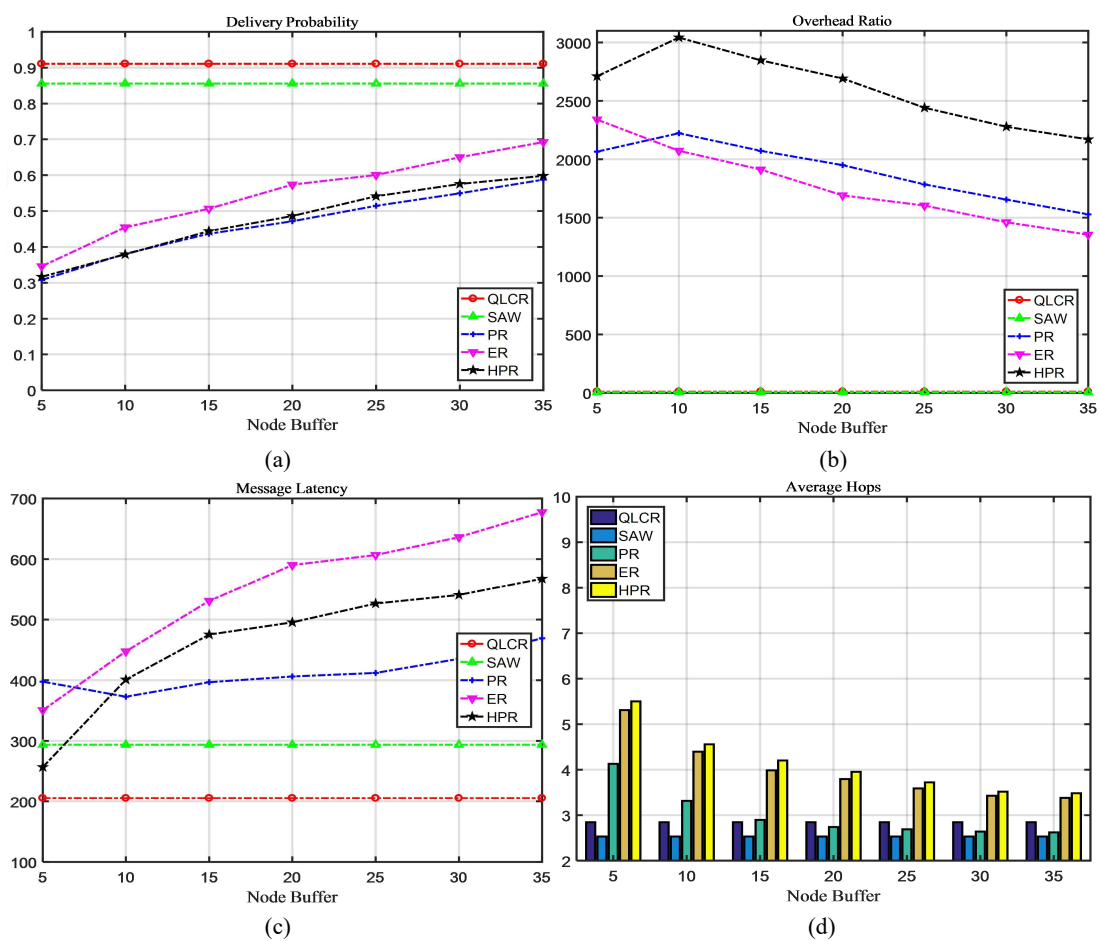 Delivery Probability
1
0.9
0.8
0.7
0.6
0.5
0.4
0.3
0.2
0.1
0
QLCR
SAW
PR
ER
HPR
5 10 15 20 25 30 35
Node Buffer
(a)
Overhead Ratio
3000
2500
2000
1500
1000
500
0
QLCR
SAW
PR
ER
HPR
5 10 15 20 25 30 35
Node Buffer
(b)
Message Latency
700
600
500
400
300
200
100
QLCR
SAW
PR
ER
HPR
5 10 15 20 25 30 35
Node Buffer
(c)
Average Hops
10
9
8
7
6
5
4
3
2
QLCR
SAW
PR
ER
HPR
5 10 15 20 25 30 35
Node Buffer
(d)